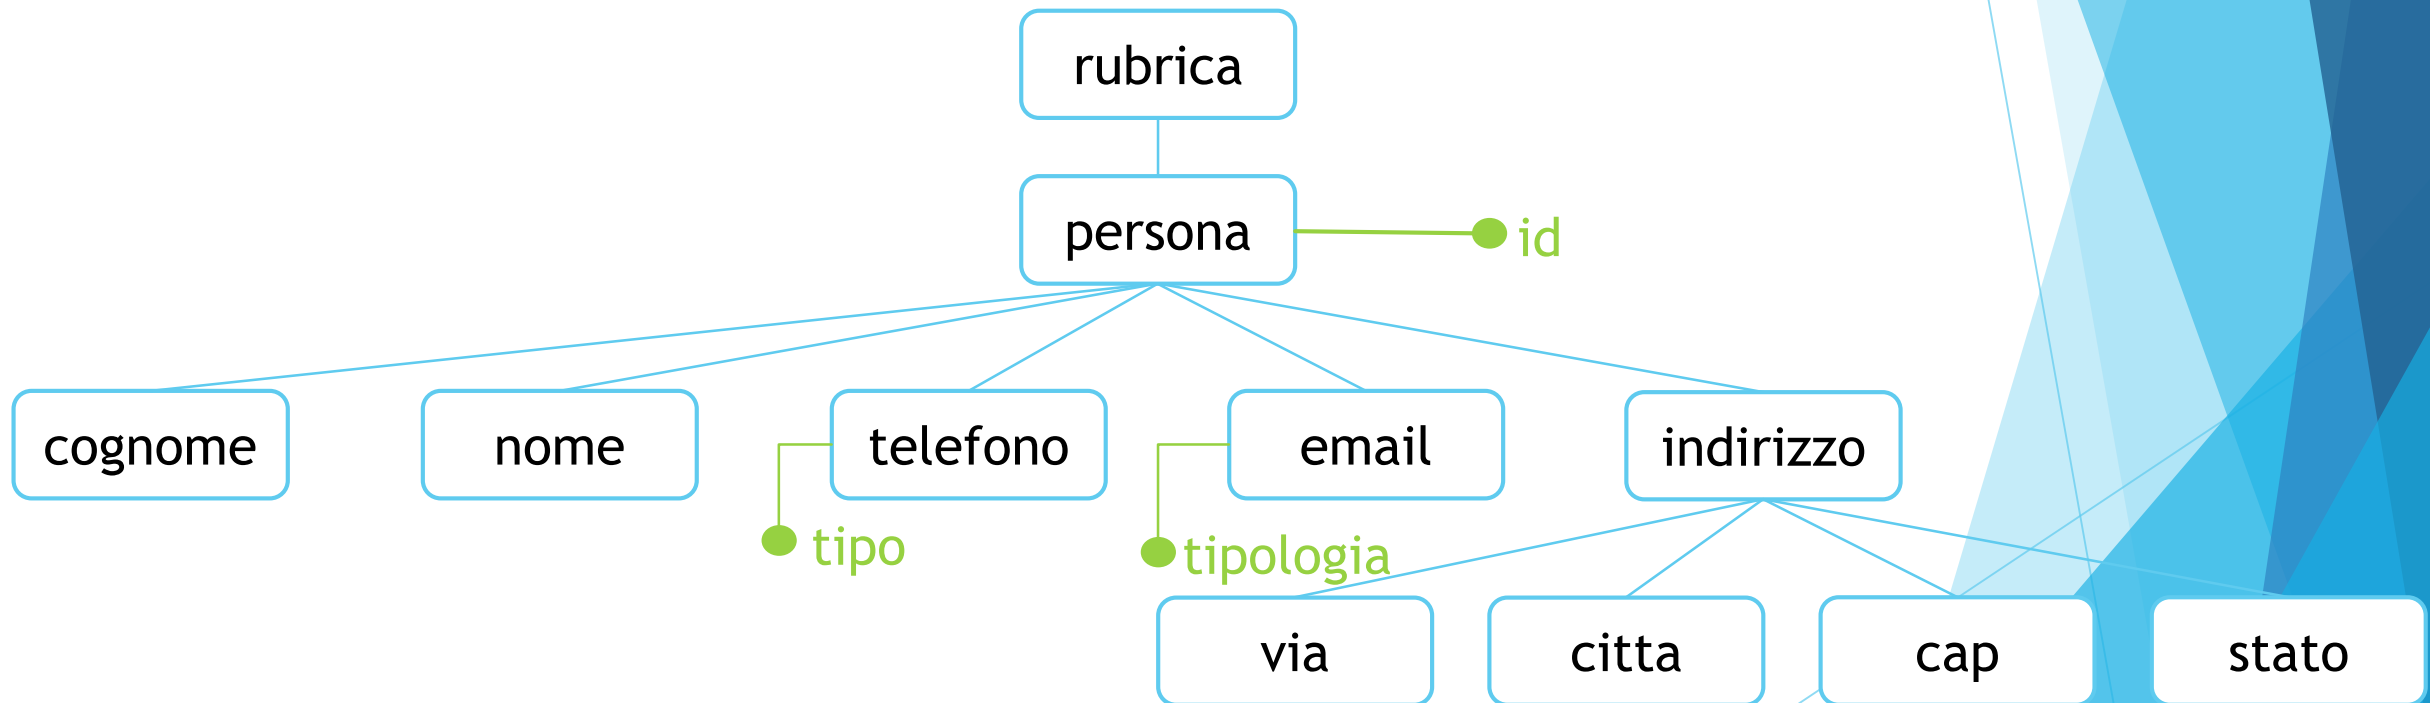 rubrica
persona
id
cognome
nome
telefono
email
indirizzo
tipo
tipologia
via
citta
cap
stato